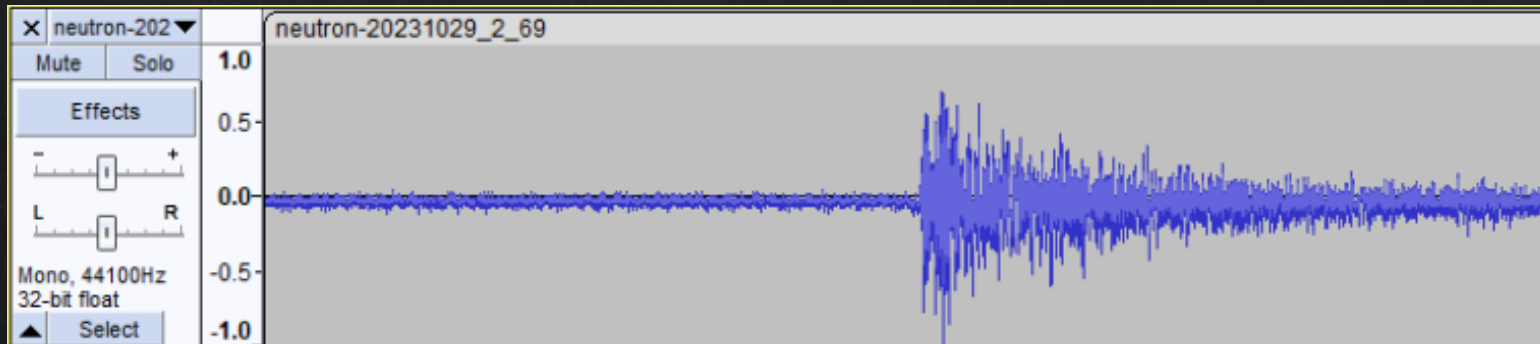 × neutron-202▼
neutron-20231029_2_69
Mute Solo
Effects
- +
L R
Mono, 44100Hz
32-bit float
▲ Select
1.0
0.5-
0.0-
-0.5-
-1.0